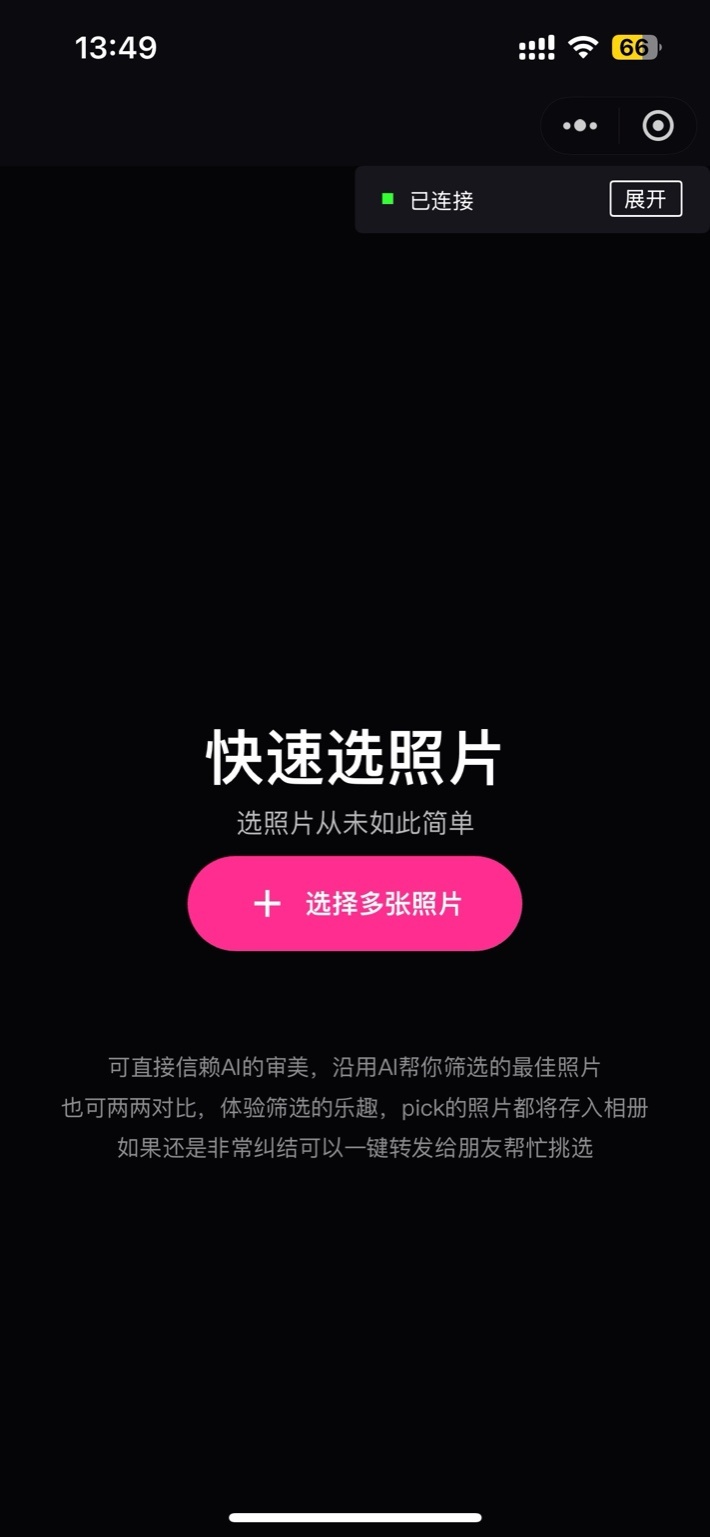 13:49
66
已连接
展开
快速选照片
选照片从未如此简单
+ 选择多张照片
可直接信赖AI的审美，沿用AI帮你筛选的最佳照片
也可两两对比，体验筛选的乐趣，pick的照片都将存入相册
如果还是非常纠结可以一键转发给朋友帮忙挑选